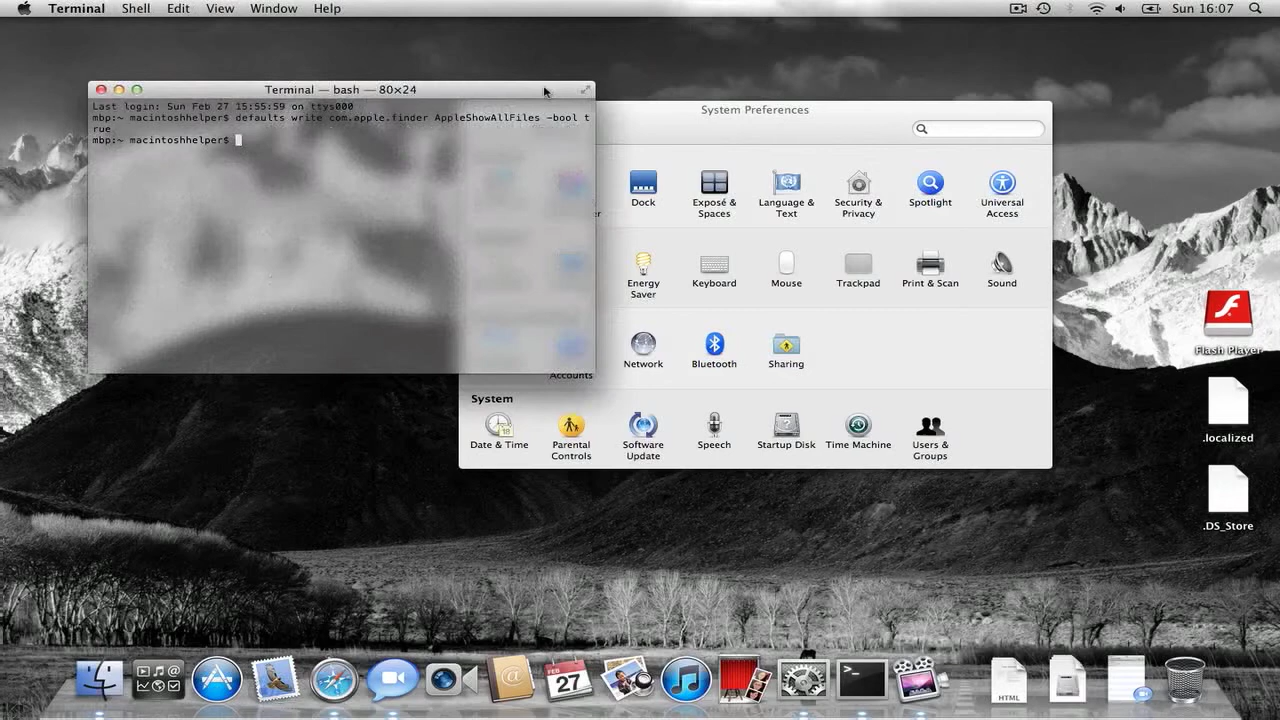 Terminal Shell Edit View Window Help Sun 16:07
Terminal — bash — 80×24
Last login: Sun Feb 27 15:55:59 on ttys000
mbp:~ macintoshhelper$ defaults write com.apple.finder AppleShowAllFiles -bool t
rue
mbp:~ macintoshhelper$
System Preferences
Dock
Exposé &
Spaces
Language &
Text
Security &
Privacy
Spotlight
Universal
Access
Energy
Saver
Keyboard
Mouse
Trackpad
Print & Scan
Sound
Network
Bluetooth
Sharing
Accounts
System
Date & Time
Parental
Controls
Software
Update
Speech
Startup Disk
Time Machine
Users &
Groups
Flash Player
.localized
.DS_Store
FEB
27
HTML